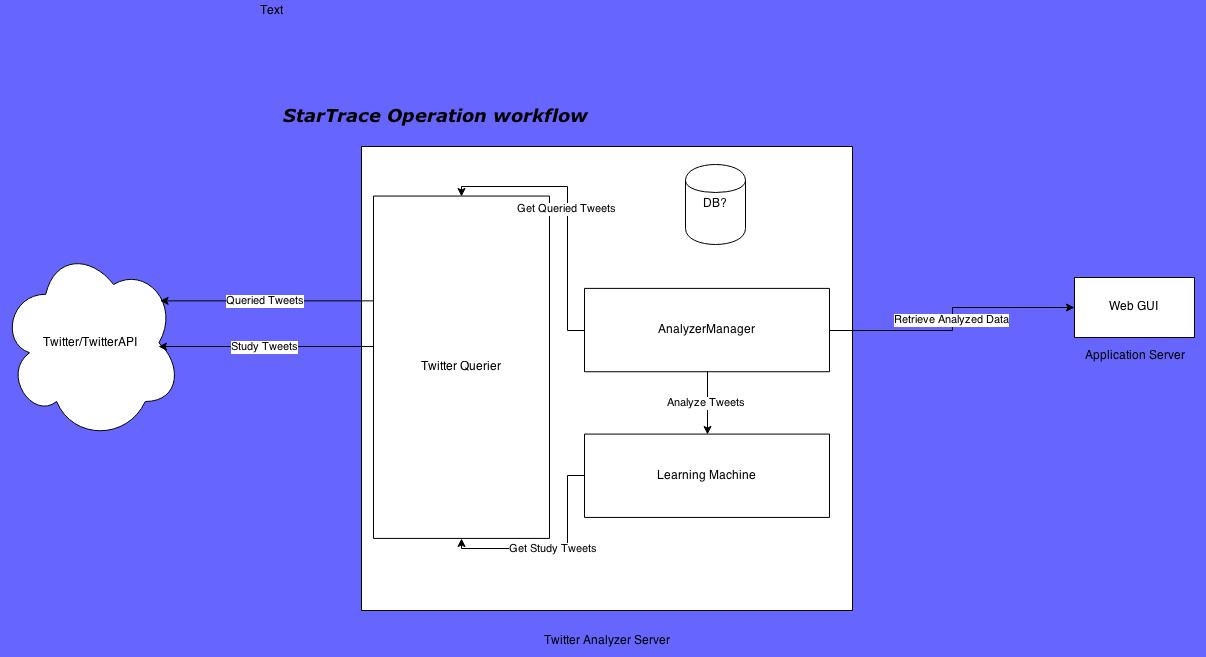 Text
StarTrace Operation workflow
DB?
Get Queried Tweets
Queried Tweets
Web GUI
Retrieve Analyzed Data
AnalyzerManager
Twitter/TwitterAPI
Study Tweets
Application Server
Twitter Querier
Analyze Tweets
Learning Machine
Get Study Tweets
Twitter Analyzer Server